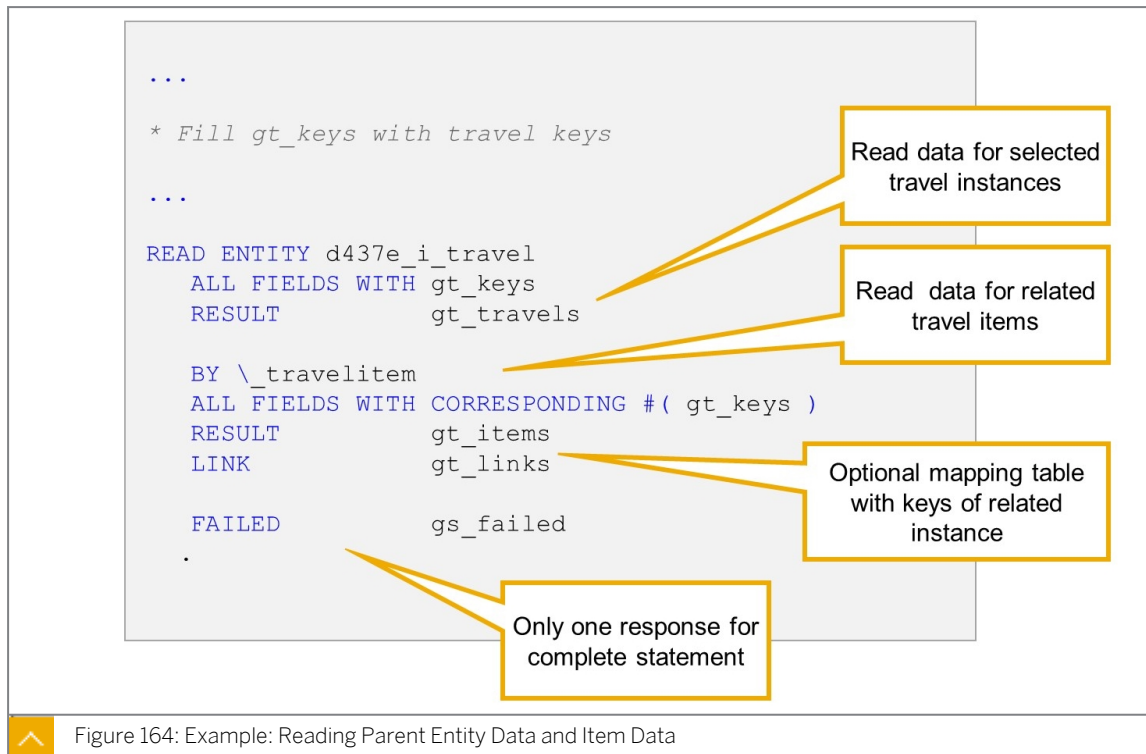 ...
* Fill gt_keys with travel keys
...
READ ENTITY d437e_i_travel
ALL FIELDS WITH gt_keys
RESULT gt_travels
BY \_travelitem
ALL FIELDS WITH CORRESPONDING #( gt_keys )
RESULT gt_items
LINK gt_links
FAILED gs_failed
.
Read data for selected
travel instances
Read data for related
travel items
Optional mapping table
with keys of related
instance
Only one response for
complete statement
Figure 164: Example: Reading Parent Entity Data and Item Data